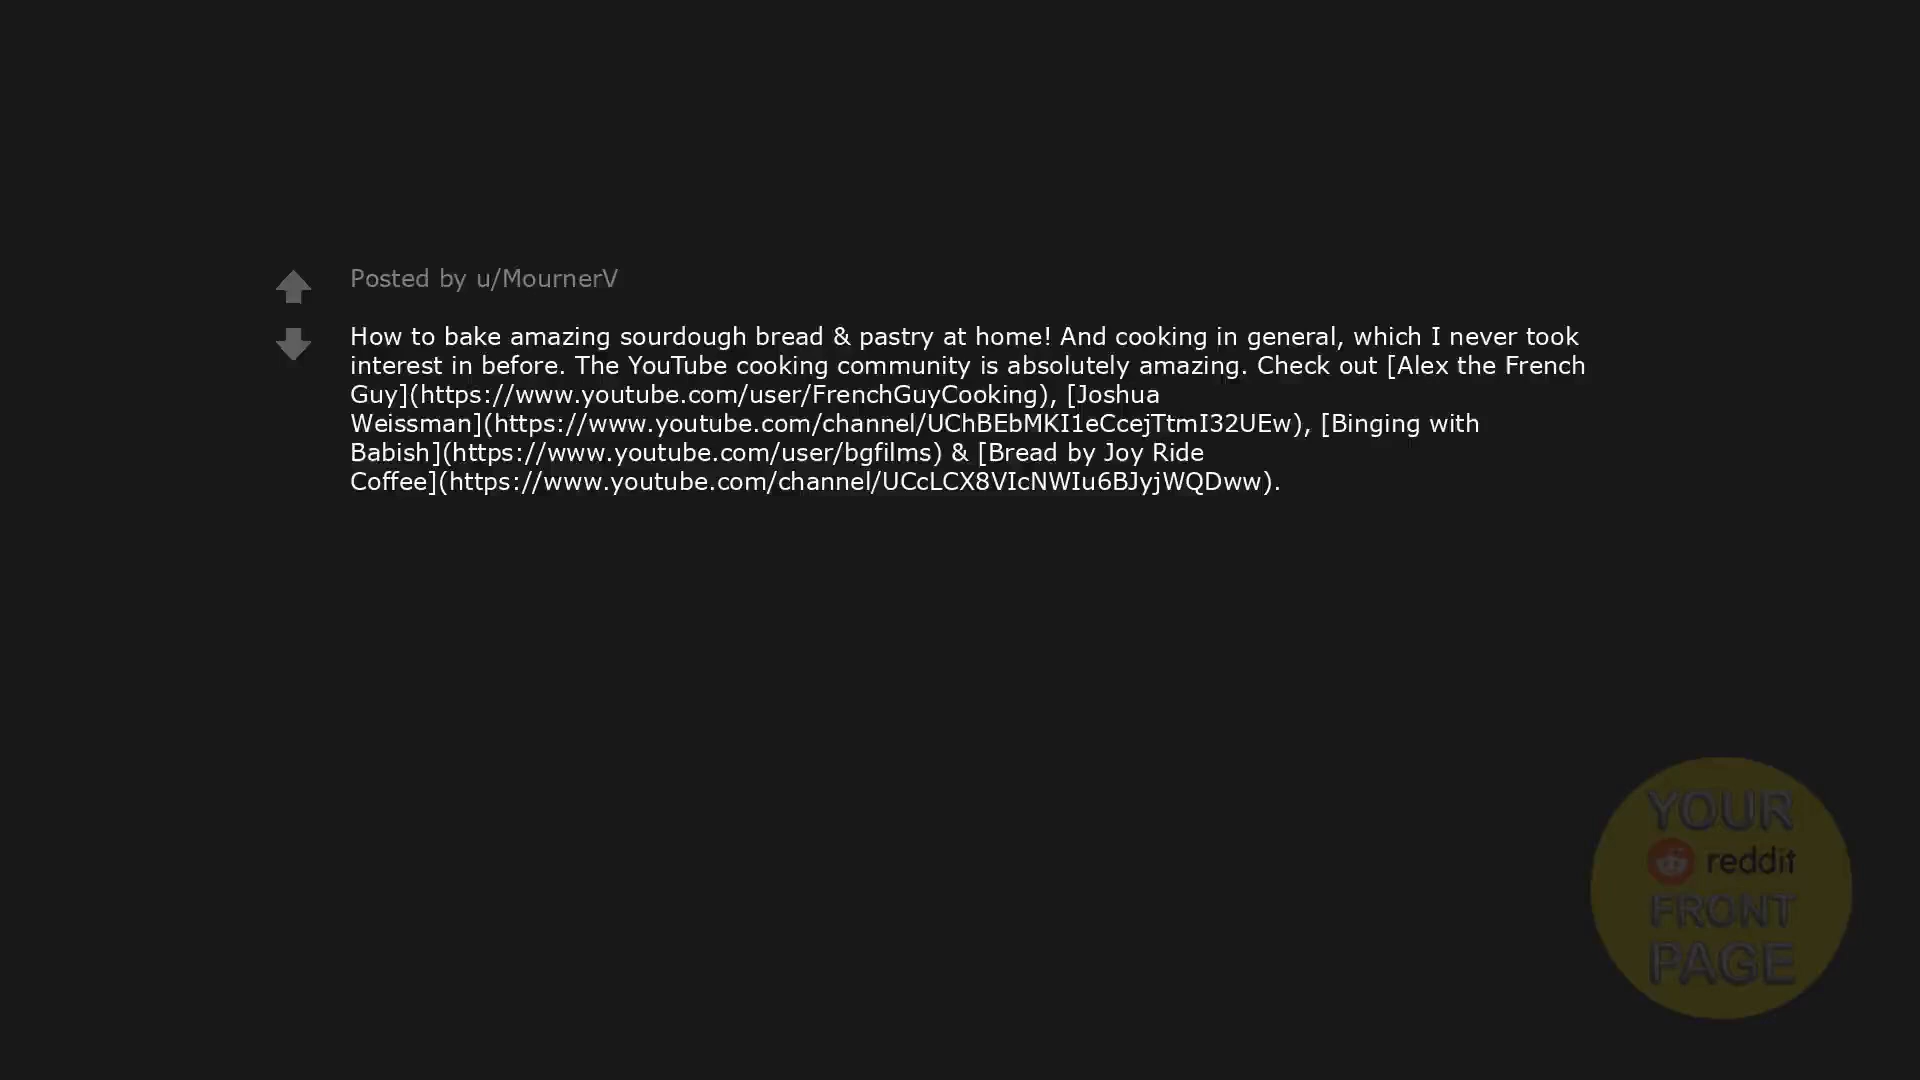 Posted by u/MournerV
How to bake amazing sourdough bread & pastry at home! And cooking in general, which I never took
interest in before. The YouTube cooking community is absolutely amazing. Check out [Alex the French
Guy](https://www.youtube.com/user/FrenchGuyCooking), [Joshua
Weissman](https://www.youtube.com/channel/UChBEbMKI1eCcejTtmI32UEw), [Binging with
Babish](https://www.youtube.com/user/bgfilms) & [Bread by Joy Ride
Coffee](https://www.youtube.com/channel/UCcLCX8VIcNWIu6BJyjWQDww).
YOUR
reddit
FRONT
PAGE